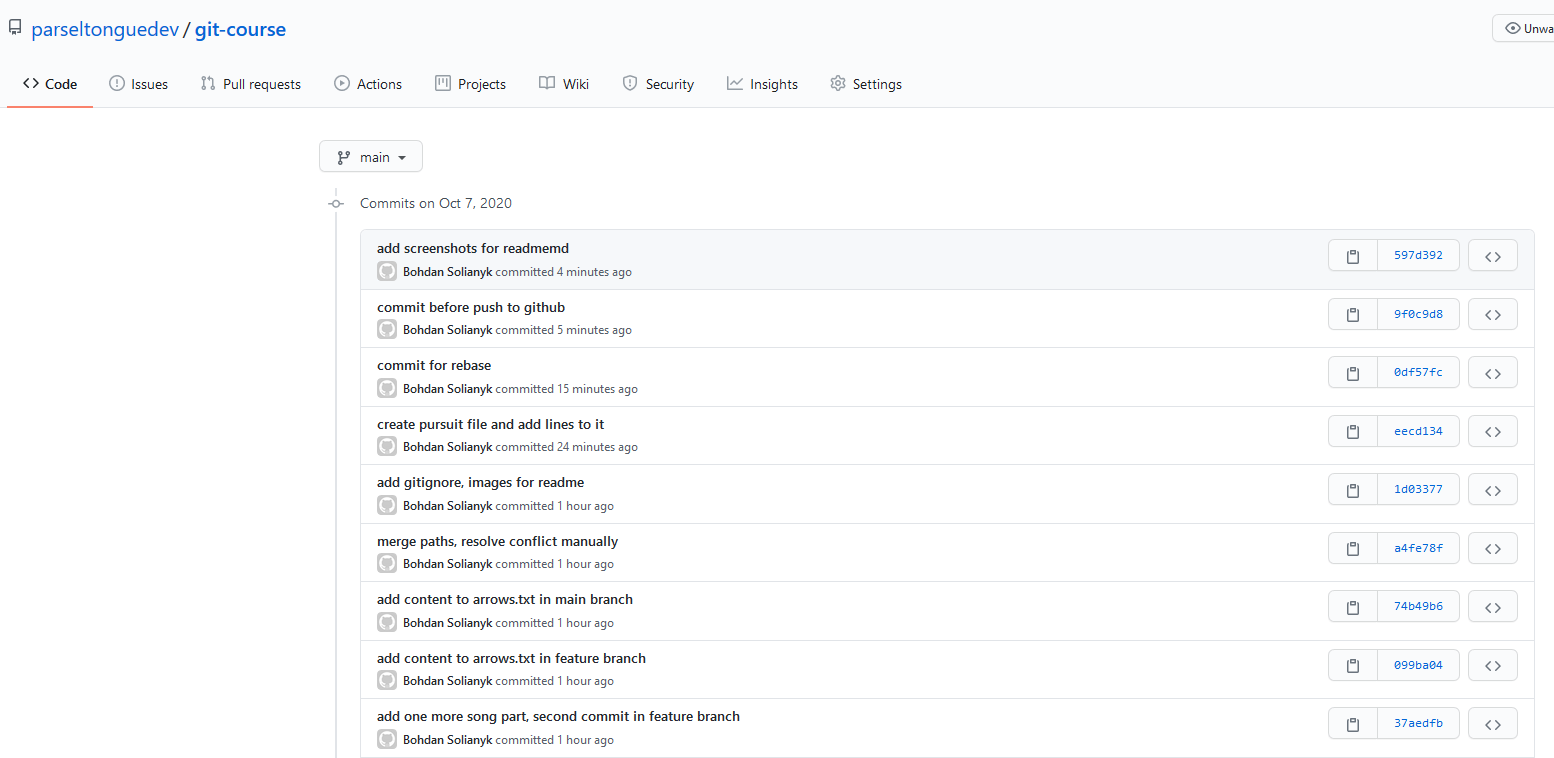 parseltonguedev / git-course
Unwa
Code Issues Pull requests Actions Projects Wiki Security Insights Settings
main
Commits on Oct 7, 2020
add screenshots for readmemd
Bohdan Solianyk committed 4 minutes ago
597d392
commit before push to github
Bohdan Solianyk committed 5 minutes ago
9f0c9d8
commit for rebase
Bohdan Solianyk committed 15 minutes ago
0df57fc
create pursuit file and add lines to it
Bohdan Solianyk committed 24 minutes ago
eecd134
add gitignore, images for readme
Bohdan Solianyk committed 1 hour ago
1d03377
merge paths, resolve conflict manually
Bohdan Solianyk committed 1 hour ago
a4fe78f
add content to arrows.txt in main branch
Bohdan Solianyk committed 1 hour ago
74b49b6
add content to arrows.txt in feature branch
Bohdan Solianyk committed 1 hour ago
099ba04
add one more song part, second commit in feature branch
Bohdan Solianyk committed 1 hour ago
37aedfb